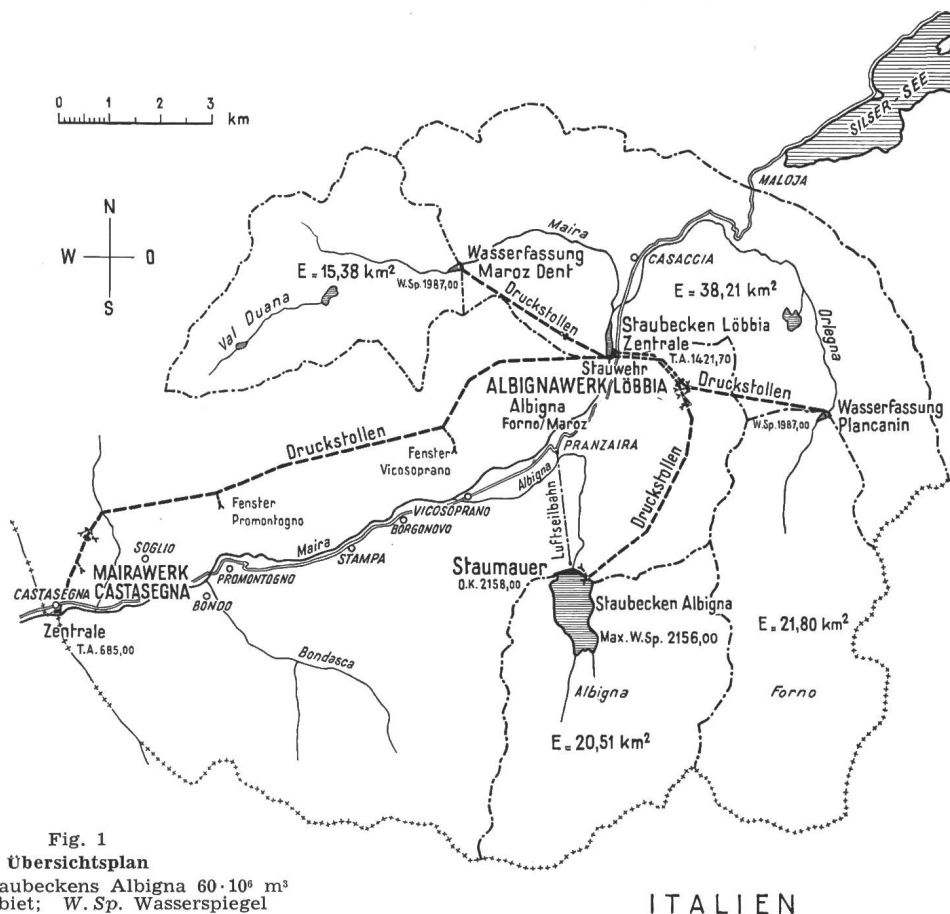 0 1 2 3
km
SILSER-SEE
MALOJA
N
W O
S
Maira
Wasserfassung
Maroz Dent
W.Sp.1987,00
CASACCIA
E = 15,38 km²
E = 38,21 km²
Val Duana
Druckstollen
Orlegna
Staubecken Löbbia
Zentrale
T.A.1421,70
Stauwehr
ALBIGNAWERK LÖBBIA
Druckstollen
Albigna
Forno/Maroz
Wasserfassung
Plancanin
W.Sp.1987,00
Druckstollen
Fenster
Vicosoprano
PRANZAIRA
Druckstollen
Albigna
Luftseilbahn
Fenster
Promontogno
VICOSOPRANO
BORGONOVO
Maira
STAMPA
SOGLIO
PROMONTOGNO
MAIRAWERK
CASTASEGNA
CASTASEGNA
BONDO
Zentrale
T.A.685,00
Staumauer
O.K. 2158,00
Staubecken Albigna
Max. W.Sp. 2156,00
E = 21,80 km²
Bondasca
Albigna
Forno
E = 20,51 km²
Fig. 1
Übersichtsplan
taubeckens Albigna 60·10⁶ m³
biet; W. Sp. Wasserspiegel
ITALIEN